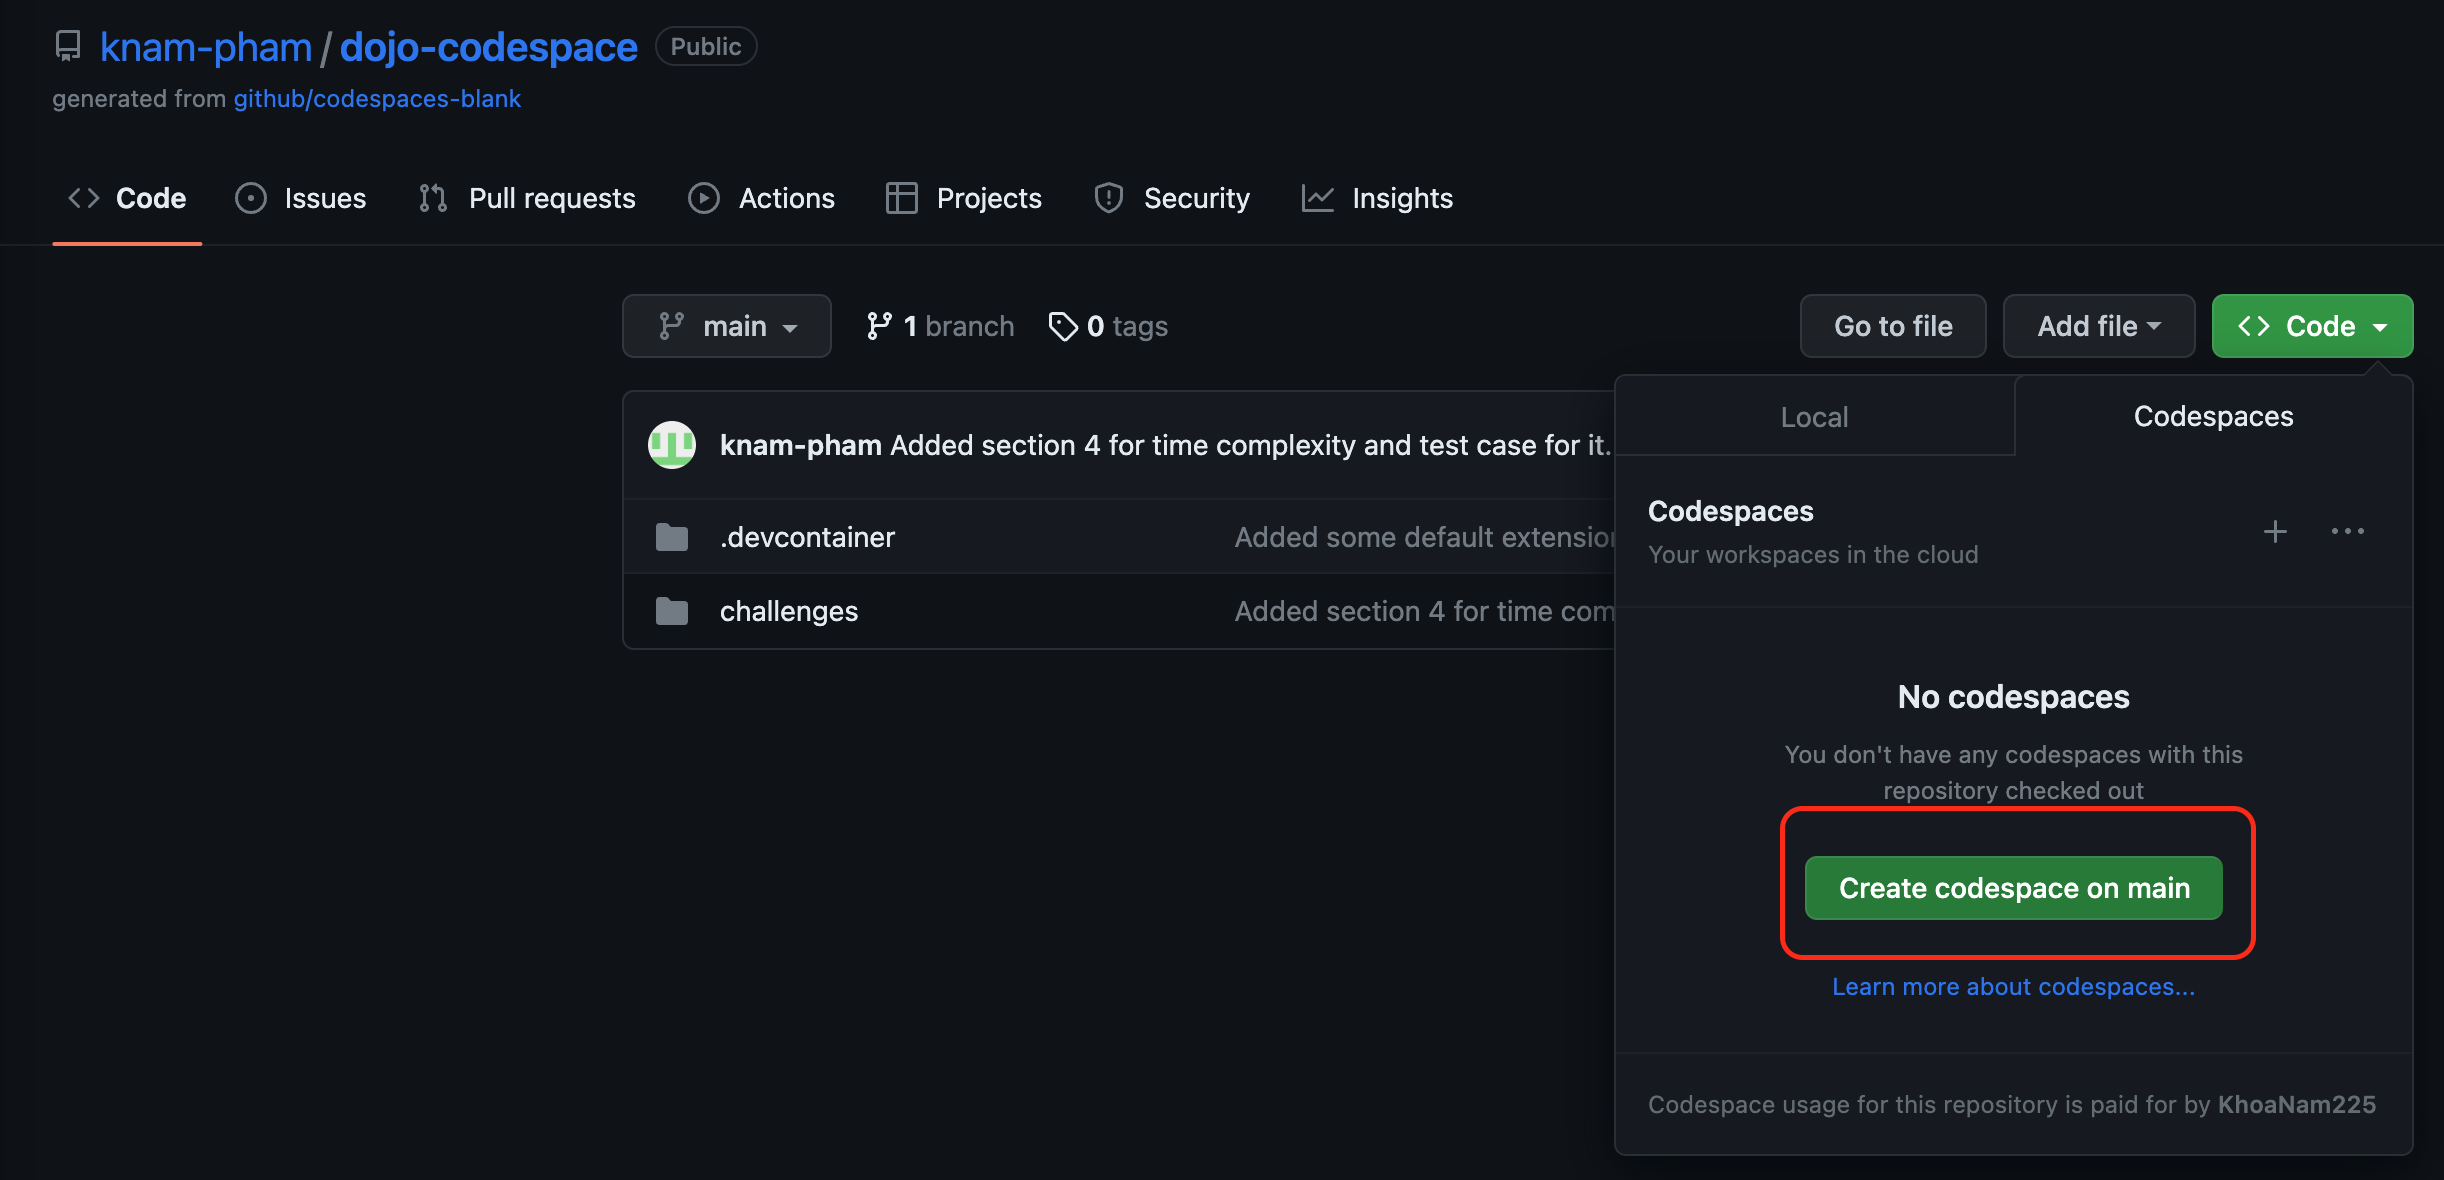 knam-pham / dojo-codespace Public
generated from github/codespaces-blank
Code Issues Pull requests Actions Projects Security Insights
main 1 branch 0 tags Go to file Add file Code
Local Codespaces
knam-pham Added section 4 for time complexity and test case for it.
Codespaces
.devcontainer Added some default
Your workspaces in the cloud
challenges Added section 4 for time
No codespaces
You don't have any codespaces with this
repository checked out
Create codespace on main
Learn more about codespaces...
Codespace usage for this repository is paid for by KhoaNam225